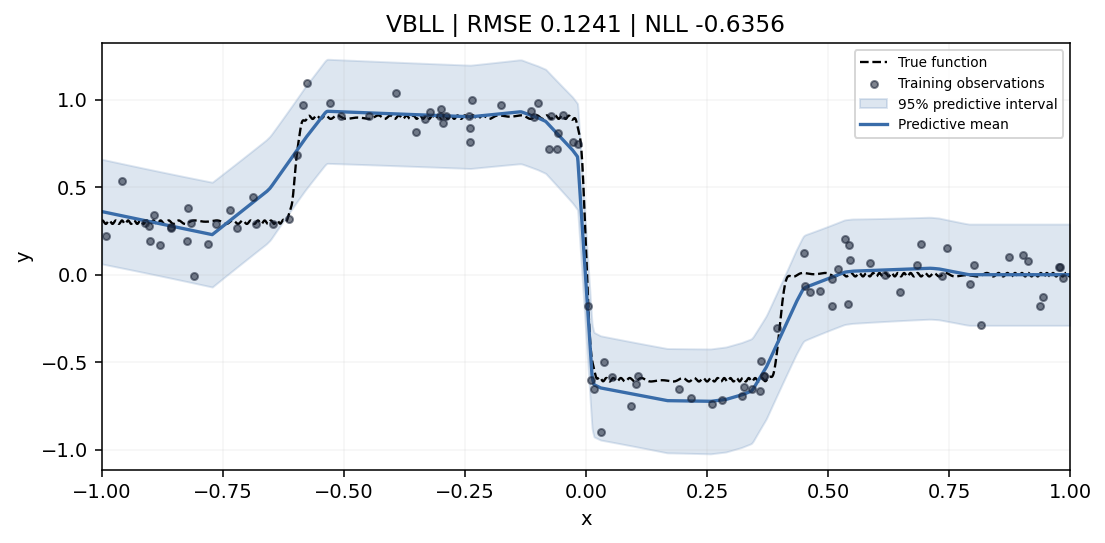 VBLL | RMSE 0.1241 | NLL -0.6356
True function
Training observations
95% predictive interval
Predictive mean
y
1.0
0.5
0.0
−0.5
−1.0
−1.00 −0.75 −0.50 −0.25 0.00 0.25 0.50 0.75 1.00
x